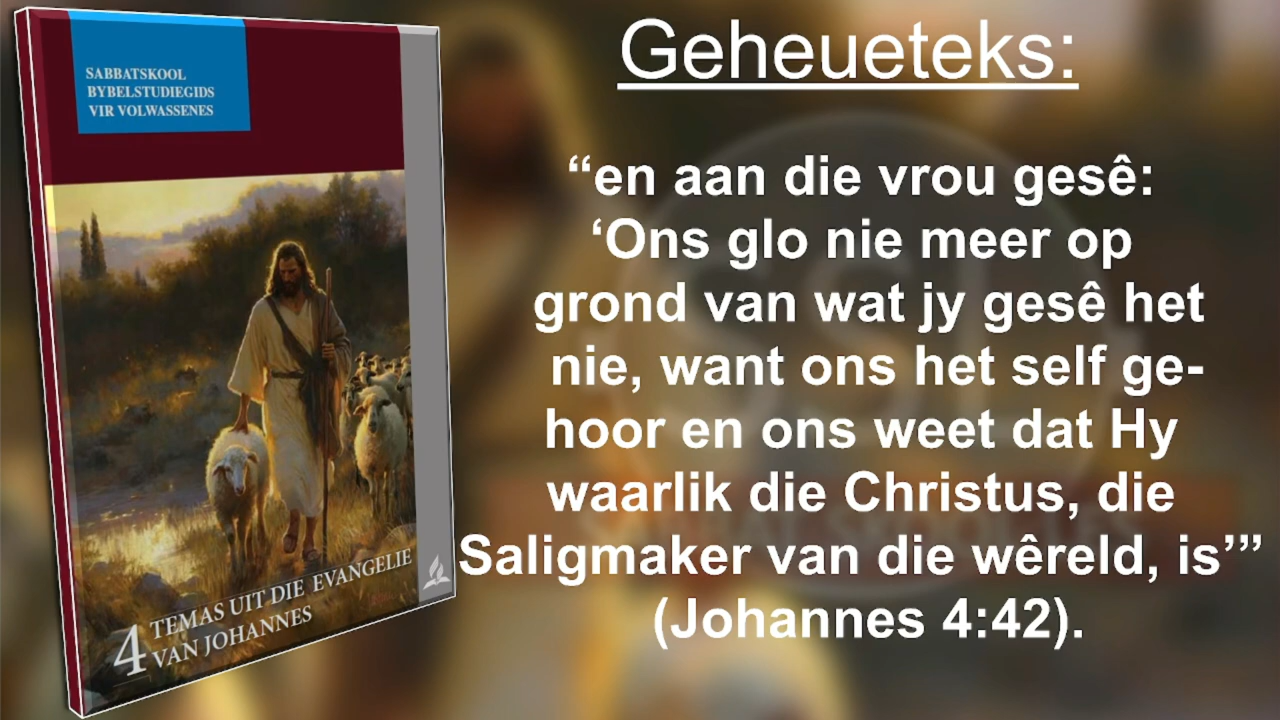 SABBATSKOOL
BYBELSTUDIEGIDS
VIR VOLWASSENES
4 TEMAS UIT DIE EVANGELIE
VAN JOHANNES
Geheueteks:
“en aan die vrou gesê:
‘Ons glo nie meer op
grond van wat jy gesê het
nie, want ons het self ge-
hoor en ons weet dat Hy
waarlik die Christus, die
Saligmaker van die wêreld, is’”
(Johannes 4:42).